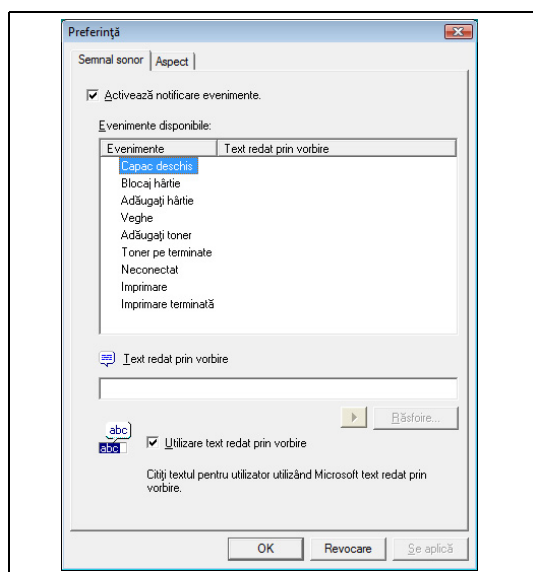 Preferinţă
Semnal sonor Aspect
Activează notificare evenimente.
Evenimente disponibile:
Evenimente Text redat prin vorbire
Capac deschis
Blocaj hârtie
Adăugaţi hârtie
Veghe
Adăugaţi toner
Toner pe terminate
Neconectat
Imprimare
Imprimare terminată
Text redat prin vorbire
Răsfoire...
abc
abc
Utilizare text redat prin vorbire
Citiţi textul pentru utilizator utilizând Microsoft text redat prin
vorbire.
OK Revocare Se aplică